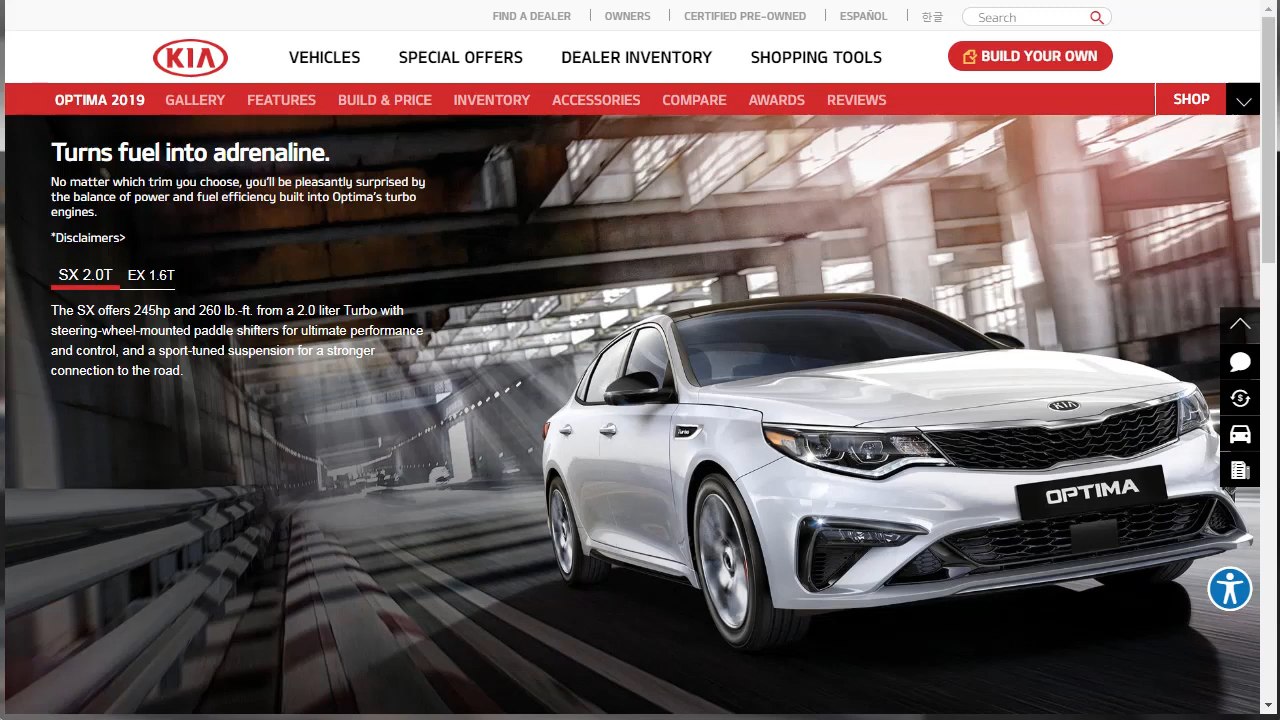 FIND A DEALER
OWNERS
CERTIFIED PRE-OWNED
ESPAÑOL
한글
Search
KIA
VEHICLES
SPECIAL OFFERS
DEALER INVENTORY
SHOPPING TOOLS
BUILD YOUR OWN
OPTIMA 2019
GALLERY
FEATURES
BUILD & PRICE
INVENTORY
ACCESSORIES
COMPARE
AWARDS
REVIEWS
SHOP
Turns fuel into adrenaline.
No matter which trim you choose, you'll be pleasantly surprised by
the balance of power and fuel efficiency built into Optima's turbo
engines.
*Disclaimers>
SX 2.0T
EX 1.6T
The SX offers 245hp and 260 lb.-ft. from a 2.0 liter Turbo with
steering-wheel-mounted paddle shifters for ultimate performance
and control, and a sport-tuned suspension for a stronger
connection to the road.
KIA
Turbo
OPTIMA
$